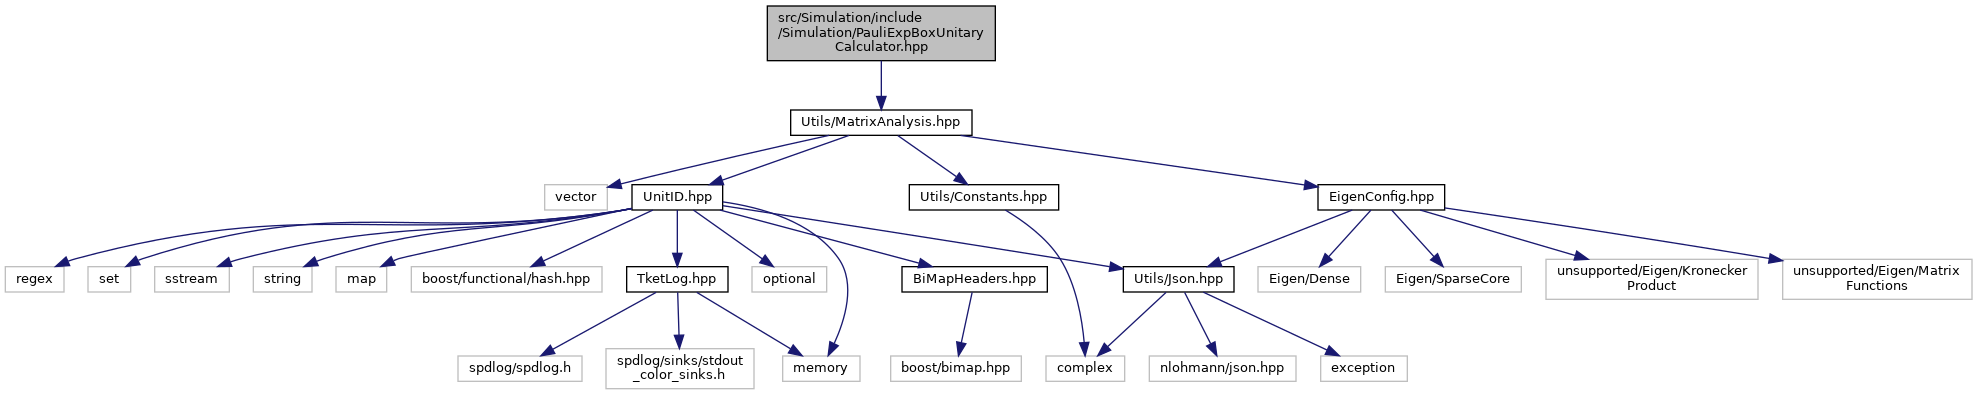 src/Simulation/include
/Simulation/PauliExpBoxUnitary
Calculator.hpp
Utils/MatrixAnalysis.hpp
vector
UnitID.hpp
Utils/Constants.hpp
EigenConfig.hpp
regex
set
sstream
string
map
boost/functional/hash.hpp
TketLog.hpp
optional
BiMapHeaders.hpp
Utils/Json.hpp
Eigen/Dense
Eigen/SparseCore
unsupported/Eigen/Kronecker
Product
unsupported/Eigen/Matrix
Functions
spdlog/spdlog.h
spdlog/sinks/stdout
_color_sinks.h
memory
boost/bimap.hpp
complex
nlohmann/json.hpp
exception